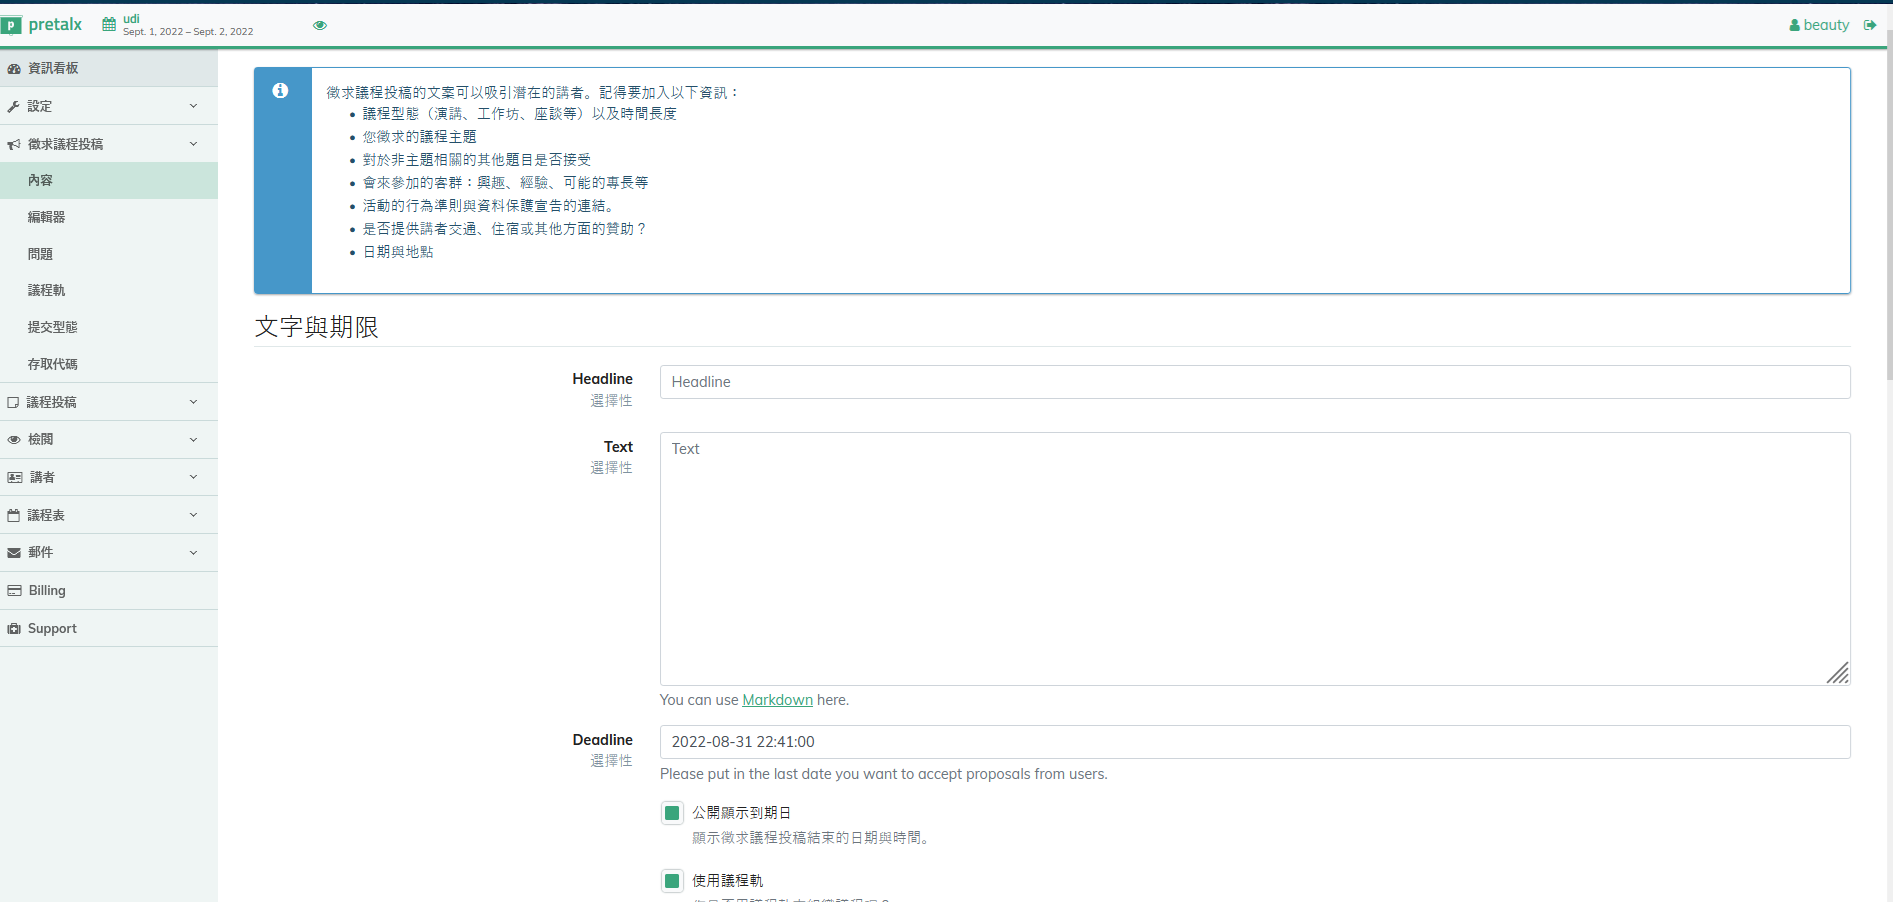 pretalx
udi
Sept. 1, 2022 – Sept. 2, 2022
beauty
資訊看板
設定
徵求議程投稿
內容
編輯器
問題
議程軌
提交型態
存取代碼
議程投稿
檢閱
講者
議程表
郵件
Billing
Support
徵求議程投稿的文案可以吸引潛在的講者。記得要加入以下資訊：
議程型態（演講、工作坊、座談等）以及時間長度
您徵求的議程主題
對於非主題相關的其他題目是否接受
會來參加的客群：興趣、經驗、可能的專長等
活動的行為準則與資料保護宣告的連結。
是否提供講者交通、住宿或其他方面的贊助？
日期與地點
文字與期限
Headline
選擇性
Headline
Text
選擇性
Text
You can use Markdown here.
Deadline
選擇性
2022-08-31 22:41:00
Please put in the last date you want to accept proposals from users.
公開顯示到期日
顯示徵求議程投稿結束的日期與時間。
使用議程軌